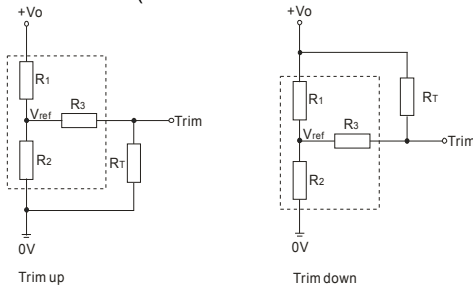 +Vo
R1
Vref
R3
Trim
R2
RT
0V
Trim up
+Vo
R1
RT
Vref
R3
Trim
R2
0V
Trim down